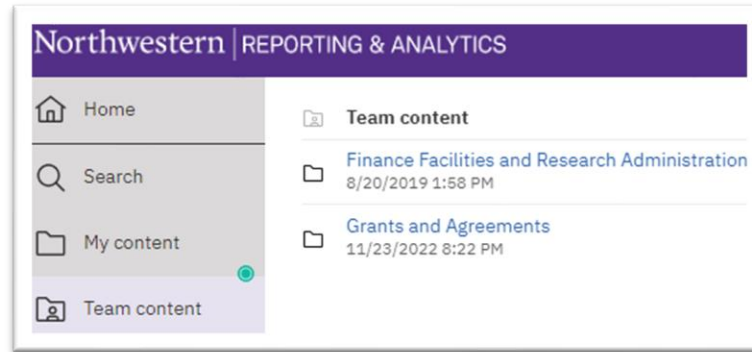 Northwestern | REPORTING & ANALYTICS
Home
Search
My content
Team content
Team content
Finance Facilities and Research Administration
8/20/2019 1:58 PM
Grants and Agreements
11/23/2022 8:22 PM